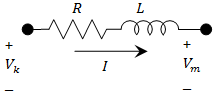 R L
+ +
V_k I V_m
− −